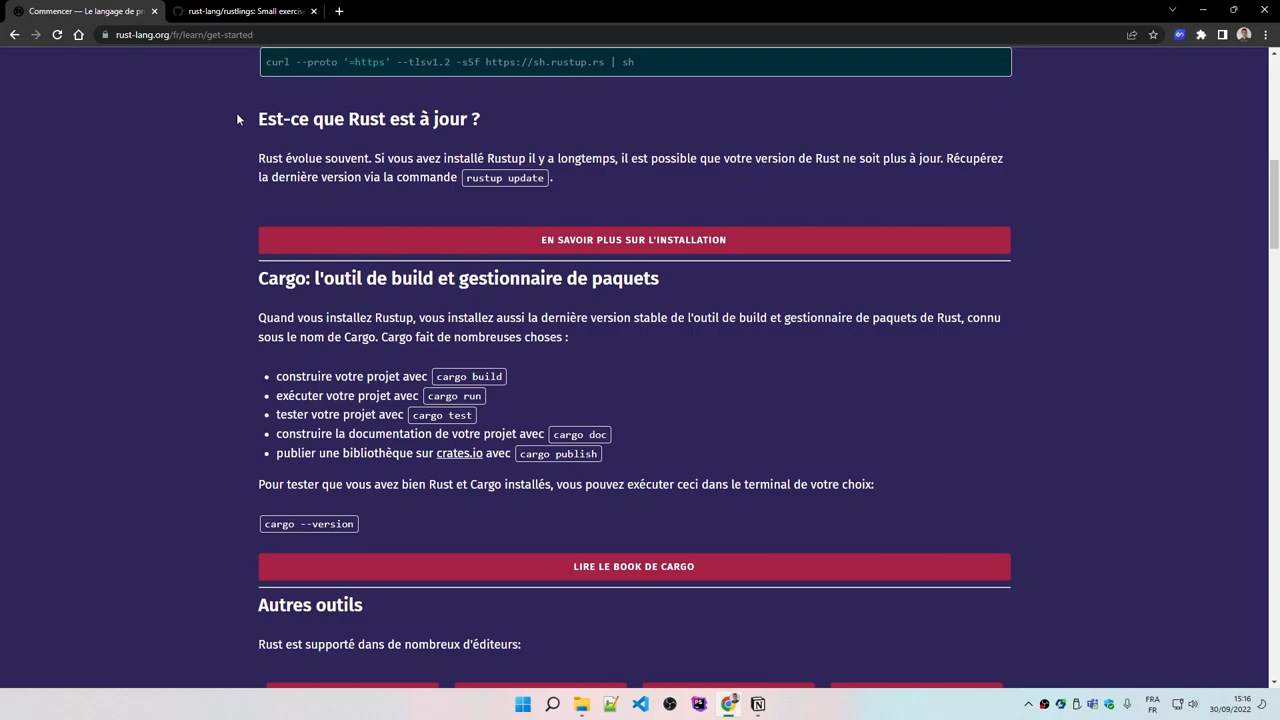 Commencer — Le langage de pr
rust-lang/rustlings: Small exercise
rust-lang.org/fr/learn/get-started
curl --proto '=https' --tlsv1.2 -sSf https://sh.rustup.rs | sh
Est-ce que Rust est à jour ?
Rust évolue souvent. Si vous avez installé Rustup il y a longtemps, il est possible que votre version de Rust ne soit plus à jour. Récupérez
la dernière version via la commande rustup update.
EN SAVOIR PLUS SUR L'INSTALLATION
Cargo: l'outil de build et gestionnaire de paquets
Quand vous installez Rustup, vous installez aussi la dernière version stable de l'outil de build et gestionnaire de paquets de Rust, connu
sous le nom de Cargo. Cargo fait de nombreuses choses :
• construire votre projet avec cargo build
• exécuter votre projet avec cargo run
• tester votre projet avec cargo test
• construire la documentation de votre projet avec cargo doc
• publier une bibliothèque sur crates.io avec cargo publish
Pour tester que vous avez bien Rust et Cargo installés, vous pouvez exécuter ceci dans le terminal de votre choix:
cargo --version
LIRE LE BOOK DE CARGO
Autres outils
Rust est supporté dans de nombreux d'éditeurs:
FRA
FR
15:16
30/09/2022